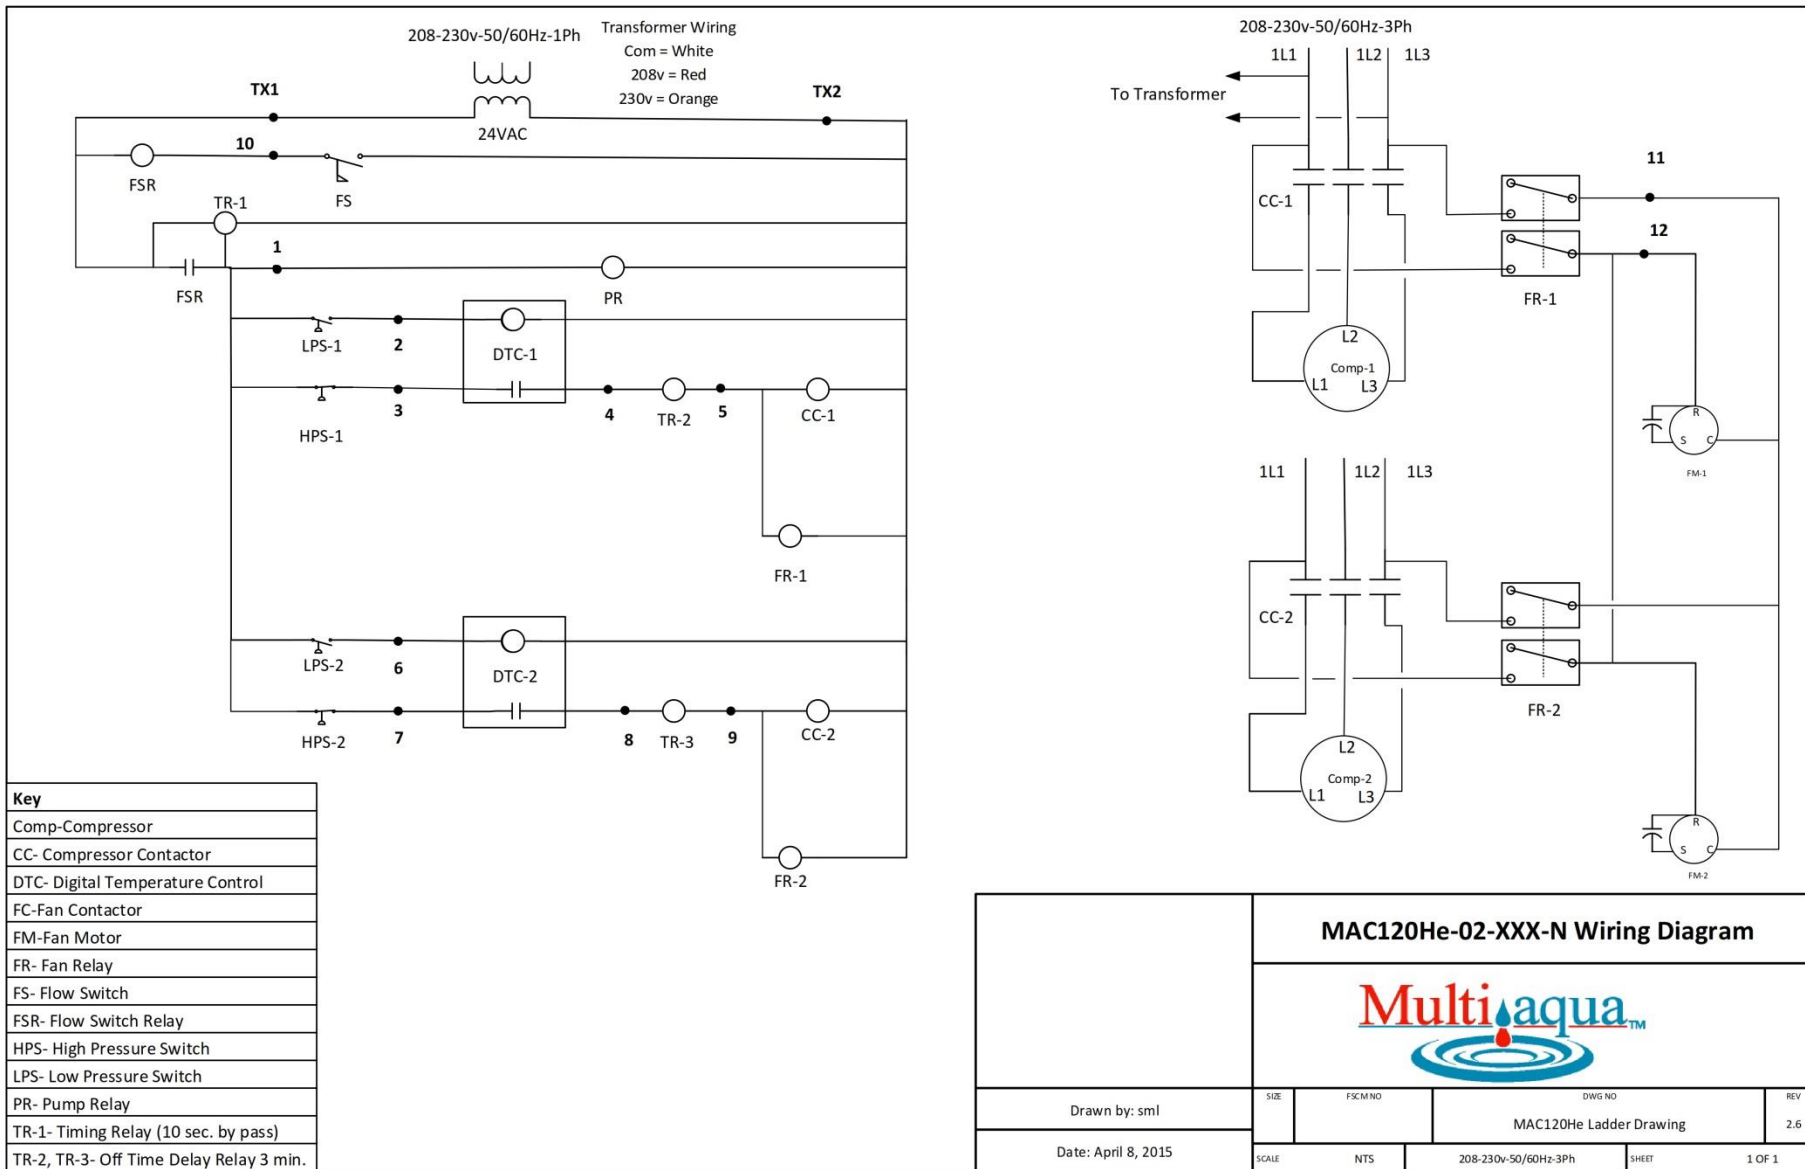 208-230v-50/60Hz-1Ph
Transformer Wiring
Com = White
208v = Red
230v = Orange
TX1
TX2
24VAC
10
FSR
FS
TR-1
1
FSR
PR
LPS-1
2
DTC-1
HPS-1
3
4
TR-2
5
CC-1
FR-1
LPS-2
6
DTC-2
HPS-2
7
8
TR-3
9
CC-2
FR-2
208-230v-50/60Hz-3Ph
1L1
1L2
1L3
To Transformer
CC-1
11
12
FR-1
L2
Comp-1
L1
L3
R
S
C
FM-1
1L1
1L2
1L3
CC-2
FR-2
L2
Comp-2
L1
L3
R
S
C
FM-2
Key
Comp-Compressor
CC- Compressor Contactor
DTC- Digital Temperature Control
FC-Fan Contactor
FM-Fan Motor
FR- Fan Relay
FS- Flow Switch
FSR- Flow Switch Relay
HPS- High Pressure Switch
LPS- Low Pressure Switch
PR- Pump Relay
TR-1- Timing Relay (10 sec. by pass)
TR-2, TR-3- Off Time Delay Relay 3 min.
MAC120He-02-XXX-N Wiring Diagram
Multiaqua™
Drawn by: sml
Date: April 8, 2015
SIZE
FSCM NO
DWG NO
MAC120He Ladder Drawing
REV
2.6
SCALE
NTS
208-230v-50/60Hz-3Ph
SHEET
1 OF 1